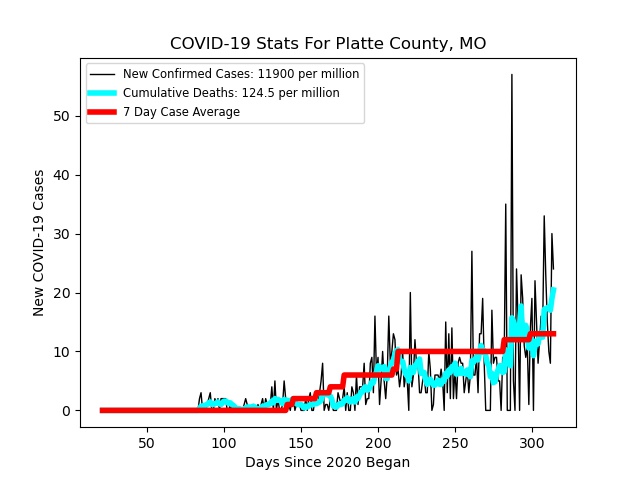 COVID-19 Stats For Platte County, MO
New Confirmed Cases: 11900 per million
Cumulative Deaths: 124.5 per million
7 Day Case Average
New COVID-19 Cases
50
40
30
20
10
0
50 100 150 200 250 300
Days Since 2020 Began